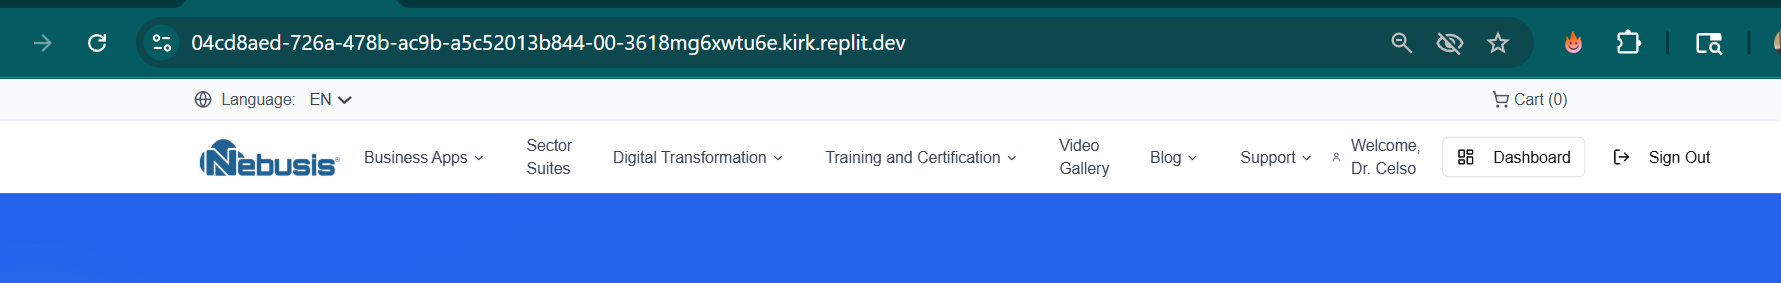 04cd8aed-726a-478b-ac9b-a5c52013b844-00-3618mg6xwtu6e.kirk.replit.dev
Language: EN
Cart (0)
Nebusis®
Business Apps
Sector
Suites
Digital Transformation
Training and Certification
Video
Gallery
Blog
Support
Welcome,
Dr. Celso
Dashboard
Sign Out